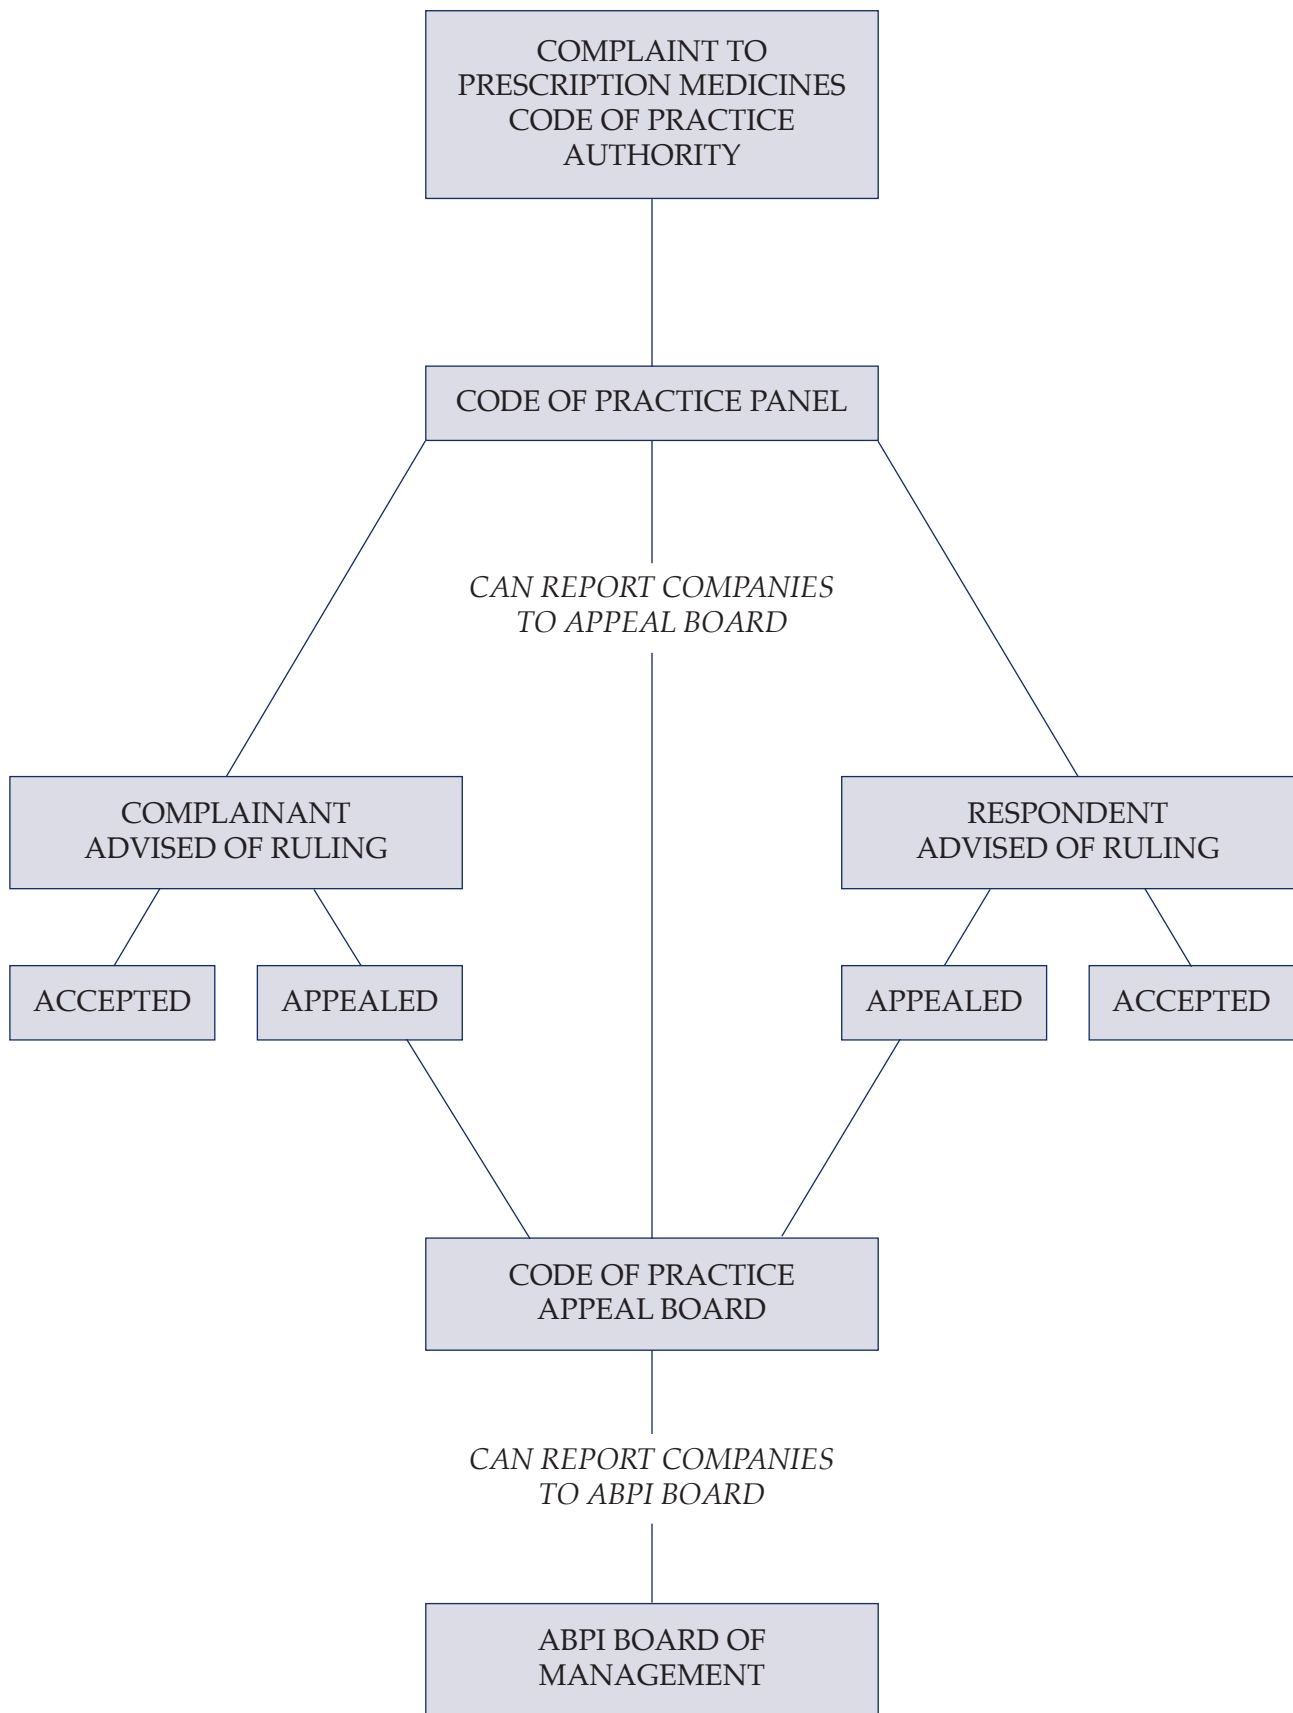 COMPLAINT TO
PRESCRIPTION MEDICINES
CODE OF PRACTICE
AUTHORITY
CODE OF PRACTICE PANEL
CAN REPORT COMPANIES
TO APPEAL BOARD
COMPLAINANT
ADVISED OF RULING
RESPONDENT
ADVISED OF RULING
ACCEPTED
APPEALED
APPEALED
ACCEPTED
CODE OF PRACTICE
APPEAL BOARD
CAN REPORT COMPANIES
TO ABPI BOARD
ABPI BOARD OF
MANAGEMENT